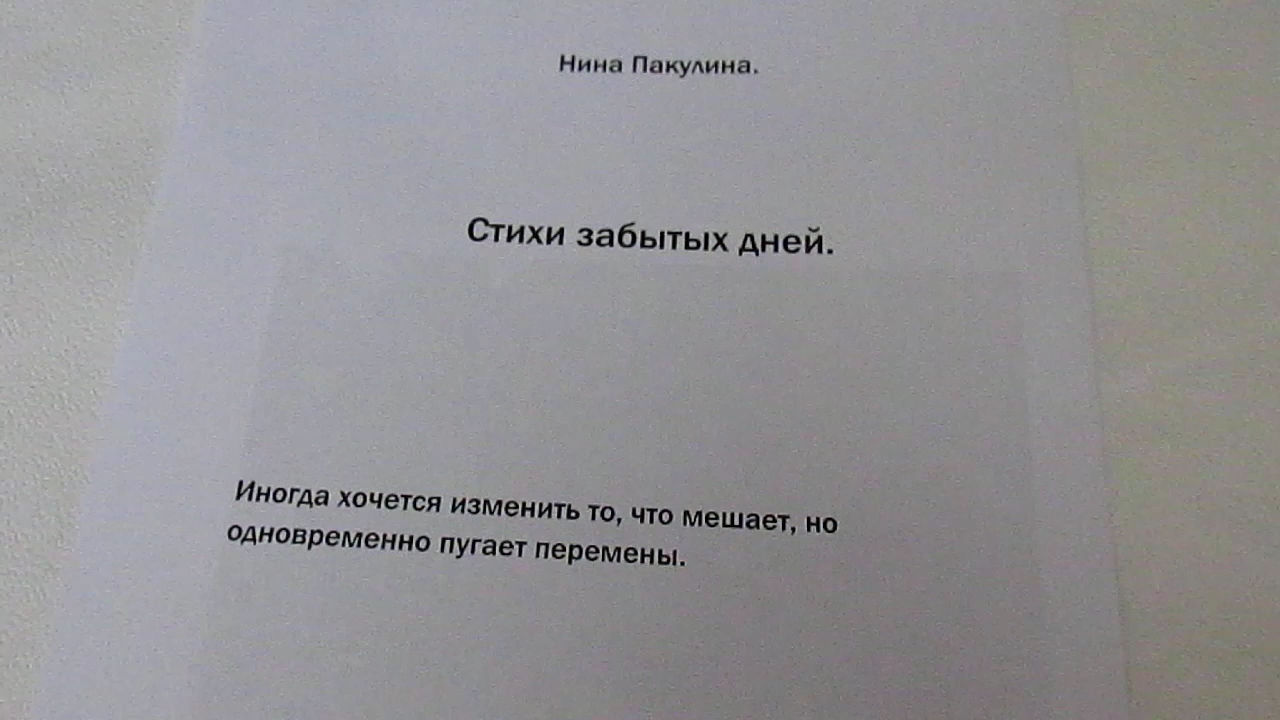 Нина Пакулина.
Стихи забытых дней.
Иногда хочется изменить то, что мешает, но
одновременно пугает перемены.